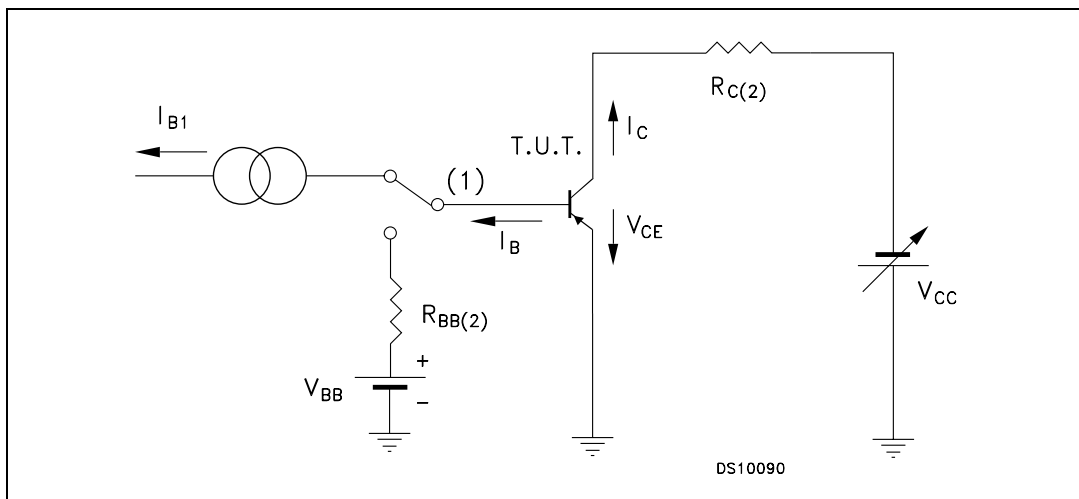 R_C(2)
I_B1
T.U.T.
I_C
(1)
I_B
V_CE
V_CC
R_BB(2)
V_BB
+
−
DS10090